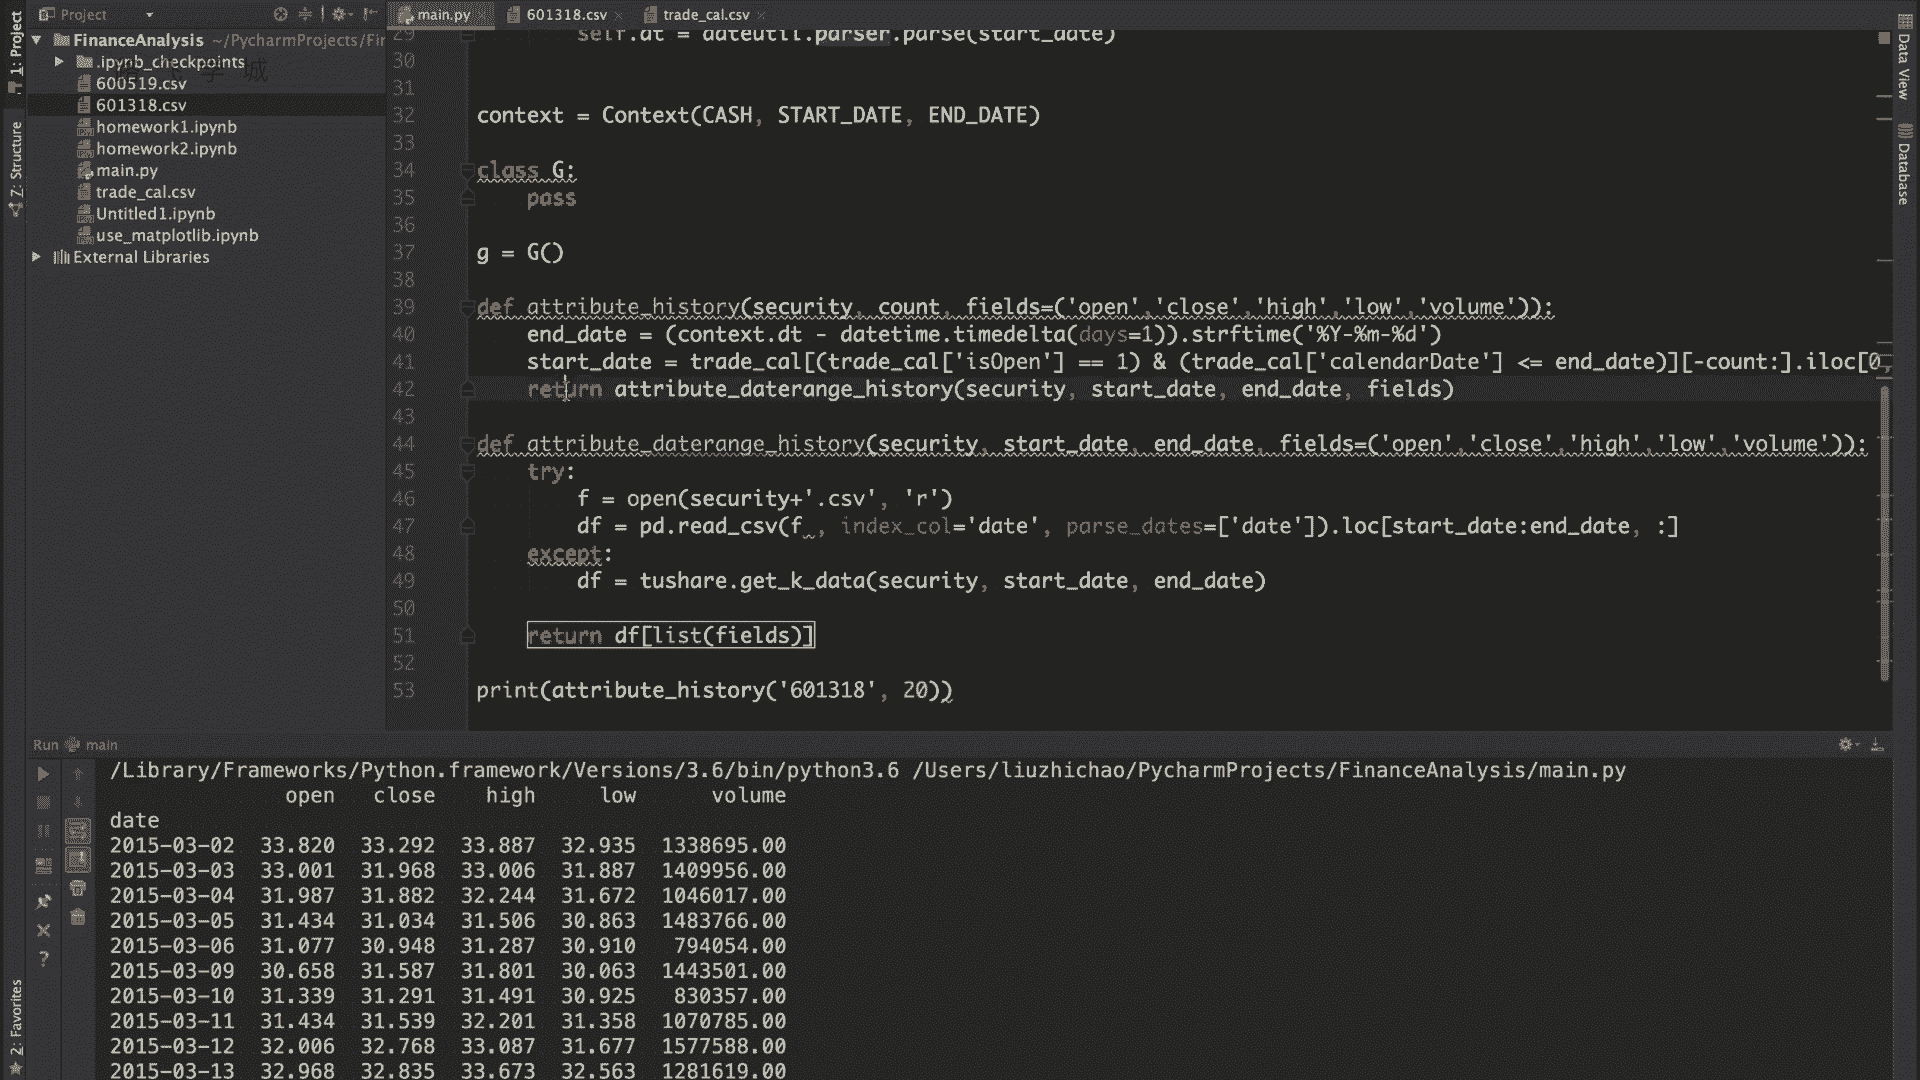 Project
main.py
601318.csv
trade_cal.csv
1: Project
Z: Structure
2: Favorites
Data View
Database
FinanceAnalysis ~/PycharmProjects/Fir
.ipynb_checkpoints
600519.csv
601318.csv
homework1.ipynb
homework2.ipynb
main.py
trade_cal.csv
Untitled1.ipynb
use_matplotlib.ipynb
External Libraries
29 self.dt = dateutil.parser.parse(start_date)
30
31
32 context = Context(CASH, START_DATE, END_DATE)
33
34 class G:
35 pass
36
37 g = G()
38
39 def attribute_history(security, count, fields=('open','close','high','low','volume')):
40 end_date = (context.dt - datetime.timedelta(days=1)).strftime('%Y-%m-%d')
41 start_date = trade_cal[(trade_cal['isOpen'] == 1) & (trade_cal['calendarDate'] <= end_date)][-count:].iloc[0,
42 return attribute_daterange_history(security, start_date, end_date, fields)
43
44 def attribute_daterange_history(security, start_date, end_date, fields=('open','close','high','low','volume')):
45 try:
46 f = open(security+'.csv', 'r')
47 df = pd.read_csv(f , index_col='date', parse_dates=['date']).loc[start_date:end_date, :]
48 except:
49 df = tushare.get_k_data(security, start_date, end_date)
50
51 return df[list(fields)]
52
53 print(attribute_history('601318', 20))
Run main
/Library/Frameworks/Python.framework/Versions/3.6/bin/python3.6 /Users/liuzhichao/PycharmProjects/FinanceAnalysis/main.py
open close high low volume
date
2015-03-02 33.820 33.292 33.887 32.935 1338695.00
2015-03-03 33.001 31.968 33.006 31.887 1409956.00
2015-03-04 31.987 31.882 32.244 31.672 1046017.00
2015-03-05 31.434 31.034 31.506 30.863 1483766.00
2015-03-06 31.077 30.948 31.287 30.910 794054.00
2015-03-09 30.658 31.587 31.801 30.063 1443501.00
2015-03-10 31.339 31.291 31.491 30.925 830357.00
2015-03-11 31.434 31.539 32.201 31.358 1070785.00
2015-03-12 32.006 32.768 33.087 31.677 1577588.00
2015-03-13 32.968 32.835 33.673 32.563 1281619.00